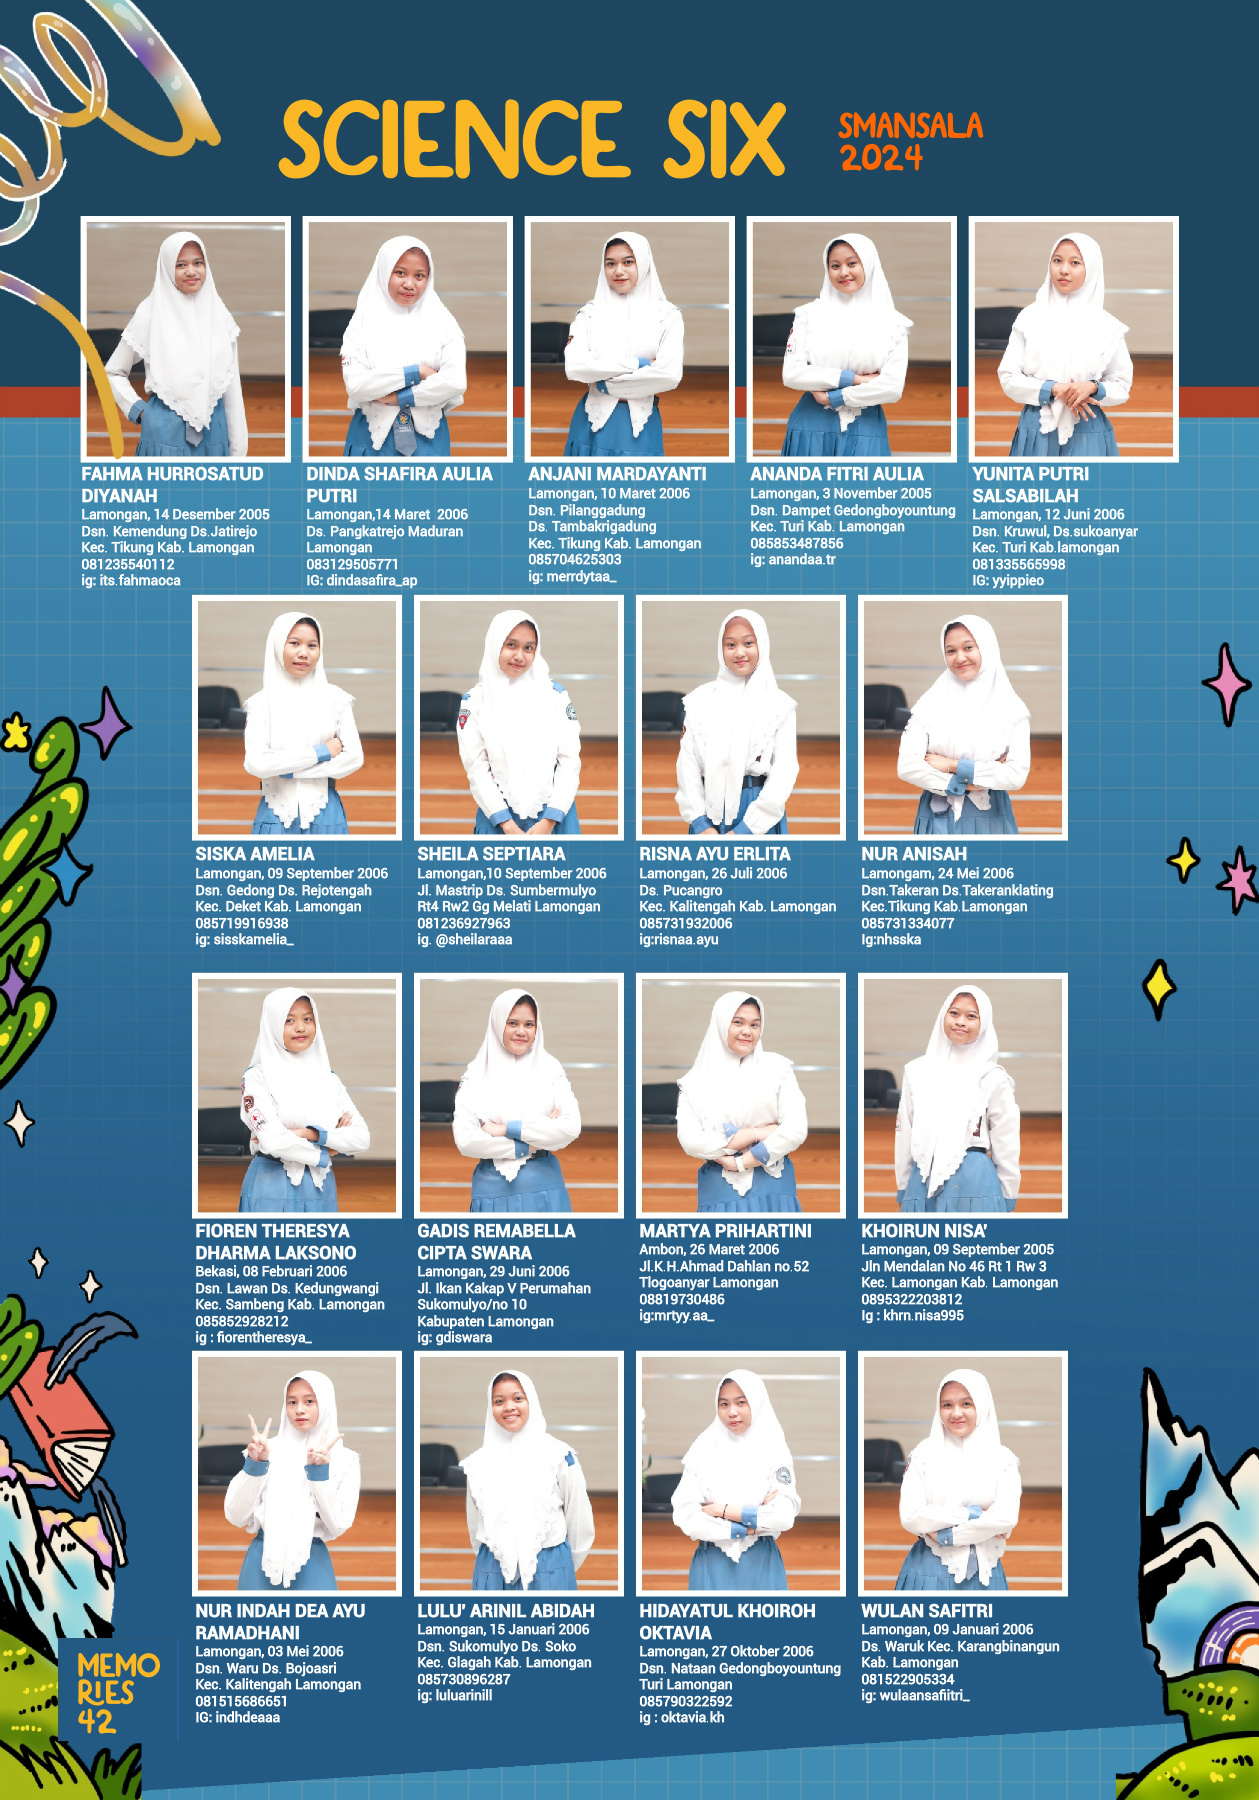 SCIENCE SIX
SMANSALA
2024
FAHMA HURROSATUD
DIYANAH
Lamongan, 14 Desember 2005
Dsn. Kemendung Ds.Jatirejo
Kec. Tikung Kab. Lamongan
081235540112
ig: its.fahmaoca
DINDA SHAFIRA AULIA
PUTRI
Lamongan,14 Maret 2006
Ds. Pangkatrejo Maduran
Lamongan
083129505771
IG: dindasafira_ap
ANJANI MARDAYANTI
Lamongan, 10 Maret 2006
Dsn. Pilanggadung
Ds. Tambakrigadung
Kec. Tikung Kab. Lamongan
085704625303
ig: merrdytaa_
ANANDA FITRI AULIA
Lamongan, 3 November 2005
Dsn. Dampet Gedongboyountung
Kec. Turi Kab. Lamongan
085853487856
ig: anandaa.tr
YUNITA PUTRI
SALSABILAH
Lamongan, 12 Juni 2006
Dsn. Kruwul, Ds.sukoanyar
Kec. Turi Kab.lamongan
081335565998
IG: yyippieo
SISKA AMELIA
Lamongan, 09 September 2006
Dsn. Gedong Ds. Rejotengah
Kec. Deket Kab. Lamongan
085719916938
ig: sisskamelia_
SHEILA SEPTIARA
Lamongan,10 September 2006
Jl. Mastrip Ds. Sumbermulyo
Rt4 Rw2 Gg Melati Lamongan
081236927963
ig. @sheilaraaa
RISNA AYU ERLITA
Lamongan, 26 Juli 2006
Ds. Pucangro
Kec. Kalitengah Kab. Lamongan
085731932006
ig:risnaa.ayu
NUR ANISAH
Lamongam, 24 Mei 2006
Dsn.Takeran Ds.Takeranklating
Kec.Tikung Kab.Lamongan
085731334077
Ig:nhsska
FIOREN THERESYA
DHARMA LAKSONO
Bekasi, 08 Februari 2006
Dsn. Lawan Ds. Kedungwangi
Kec. Sambeng Kab. Lamongan
085852928212
ig : fiorentheresya_
GADIS REMABELLA
CIPTA SWARA
Lamongan, 29 Juni 2006
Jl. Ikan Kakap V Perumahan
Sukomulyo/no 10
Kabupaten Lamongan
ig: gdiswara
MARTYA PRIHARTINI
Ambon, 26 Maret 2006
Jl.K.H.Ahmad Dahlan no.52
Tlogoanyar Lamongan
08819730486
ig:mrtyy.aa_
KHOIRUN NISA'
Lamongan, 09 September 2005
Jln Mendalan No 46 Rt 1 Rw 3
Kec. Lamongan Kab. Lamongan
0895322203812
Ig : khrn.nisa995
NUR INDAH DEA AYU
RAMADHANI
Lamongan, 03 Mei 2006
Dsn. Waru Ds. Bojoasri
Kec. Kalitengah Lamongan
081515686651
IG: indhdeaaa
LULU' ARINIL ABIDAH
Lamongan, 15 Januari 2006
Dsn. Sukomulyo Ds. Soko
Kec. Glagah Kab. Lamongan
085730896287
ig: luluarinill
HIDAYATUL KHOIROH
OKTAVIA
Lamongan, 27 Oktober 2006
Dsn. Nataan Gedongboyountung
Turi Lamongan
085790322592
ig : oktavia.kh
WULAN SAFITRI
Lamongan, 09 Januari 2006
Ds. Waruk Kec. Karangbinangun
Kab. Lamongan
081522905334
ig: wulaansafiitri_
MEMO
RIES
42